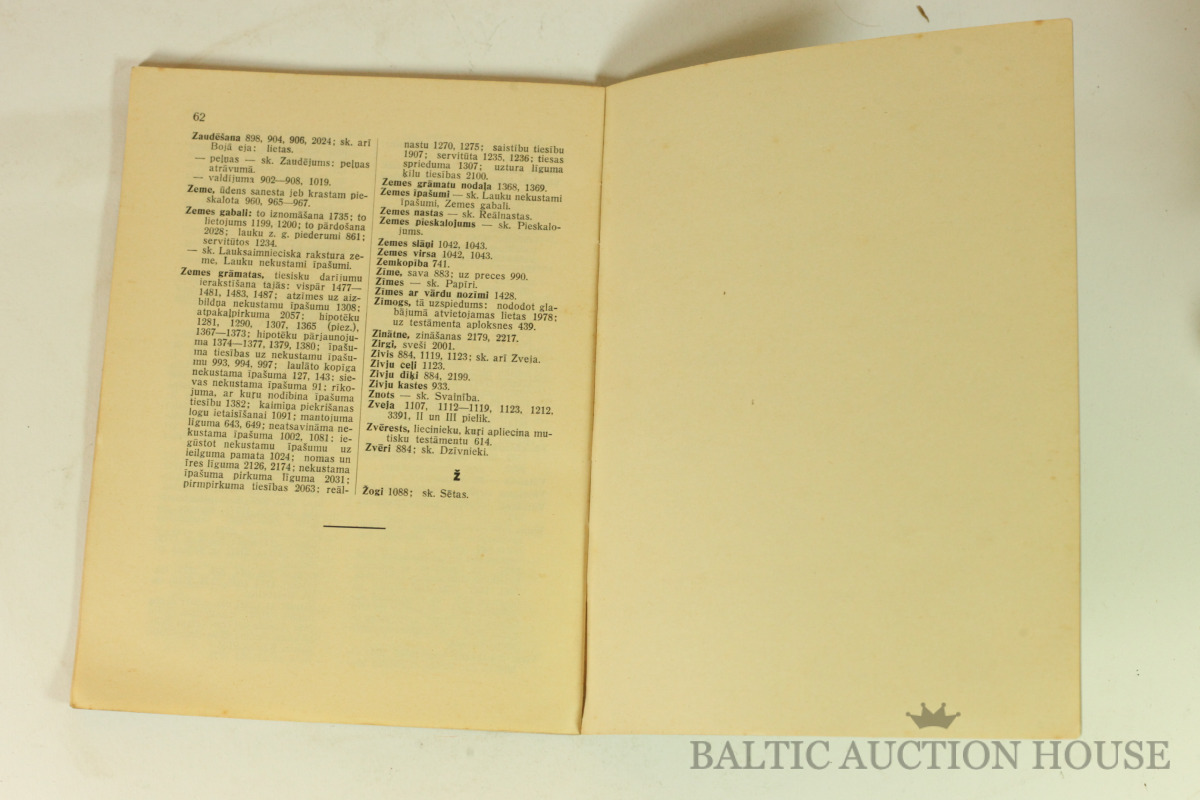 62
Zaudēšana 898, 904, 906, 2024; sk. arī
Bojā eja: lietas.
— peļņas — sk. Zaudējums: peļņas
atrāvumā.
— valdījuma 902—908, 1019.
Zeme, ūdens sanesta jeb krastam pie-
skalota 960, 965—967.
Zemes gabali: to iznomāšana 1735; to
lietojums 1199, 1200; to pārdošana
2028; lauku z. g. piederumi 861;
servitūtos 1234.
— sk. Lauksaimnieciska rakstura ze-
me, Lauku nekustami īpašumi.
Zemes grāmatas, tiesisku darījumu
ierakstīšana tajās: vispār 1477—
1481, 1483, 1487; atzīmes uz aiz-
bildņa nekustamu īpašumu 1308;
atpakaļpirkuma 2057; hipotēku
1281, 1290, 1307, 1365 (piez.),
1367—1373; hipotēku pārjaunoju-
ma 1374—1377, 1379, 1380; īpašu-
ma tiesības uz nekustamu īpašu-
mu 993, 994, 997; laulāto kopīga
nekustama īpašuma 127, 143; sie-
vas nekustama īpašuma 91; rīko-
juma, ar kuŗu nodibina īpašuma
tiesību 1382; kaimiņa piekrišanas
logu ietaisīšanai 1091; mantojuma
līguma 643, 649; neatsavināma ne-
kustama īpašuma 1002, 1081; ie-
gūstot nekustamu īpašumu uz
ieilguma pamata 1024; nomas un
īres līguma 2126, 2174; nekustama
īpašuma pirkuma līguma 2031;
pirmpirkuma tiesības 2063; reāl-
nastu 1270, 1275; saistību tiesību
1907; servitūta 1235, 1236; tiesas
sprieduma 1307; uztura līguma
ķīlu tiesības 2100.
Zemes grāmatu nodaļa 1368, 1369.
Zemes īpašumi — sk. Lauku nekustami
īpašumi, Zemes gabali.
Zemes nastas — sk. Reālnastas.
Zemes pieskalojums — sk. Pieskalo-
jums.
Zemes slāņi 1042, 1043.
Zemes virsa 1042, 1043.
Zemkopība 741.
Zīme, sava 883; uz preces 990.
Zīmes — sk. Papīri.
Zīmes ar vārdu nozīmi 1428.
Zīmogs, tā uzspiedums: nododot gla-
bājumā atvietojamas lietas 1978;
uz testāmenta aploksnes 439.
Zinātne, zināšanas 2179, 2217.
Zirgi, sveši 2001.
Zivis 884, 1119, 1123; sk. arī Zveja.
Zivju ceļi 1123.
Zivju dīķi 884, 2199.
Zivju kastes 933.
Znots — sk. Svainība.
Zveja 1107, 1112—1119, 1123, 1212,
3391, II un III pielik.
Zvērests, liecinieku, kuŗi apliecina mu-
tisku testāmentu 614.
Zvēri 884; sk. Dzīvnieki.
Ž
Žogi 1088; sk. Sētas.
BALTIC AUCTION HOUSE